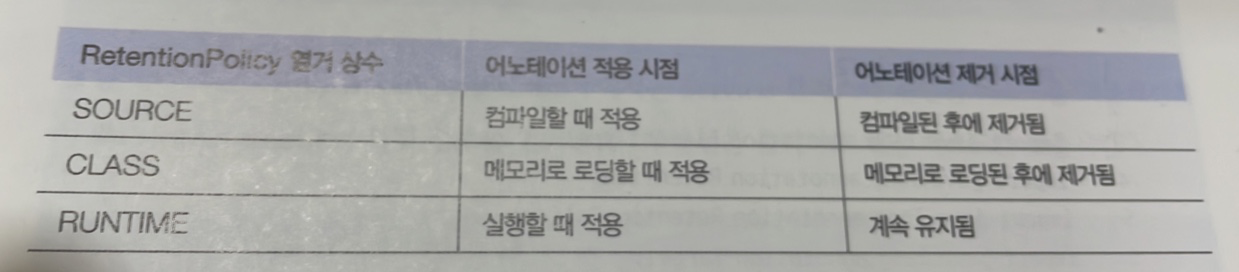 RetentionPolicy 열거 상수 어노테이션 적용 시점 어노테이션 제거 시점
SOURCE 컴파일할 때 적용 컴파일된 후에 제거됨
CLASS 메모리로 로딩할 때 적용 메모리로 로딩된 후에 제거됨
RUNTIME 실행할 때 적용 계속 유지됨